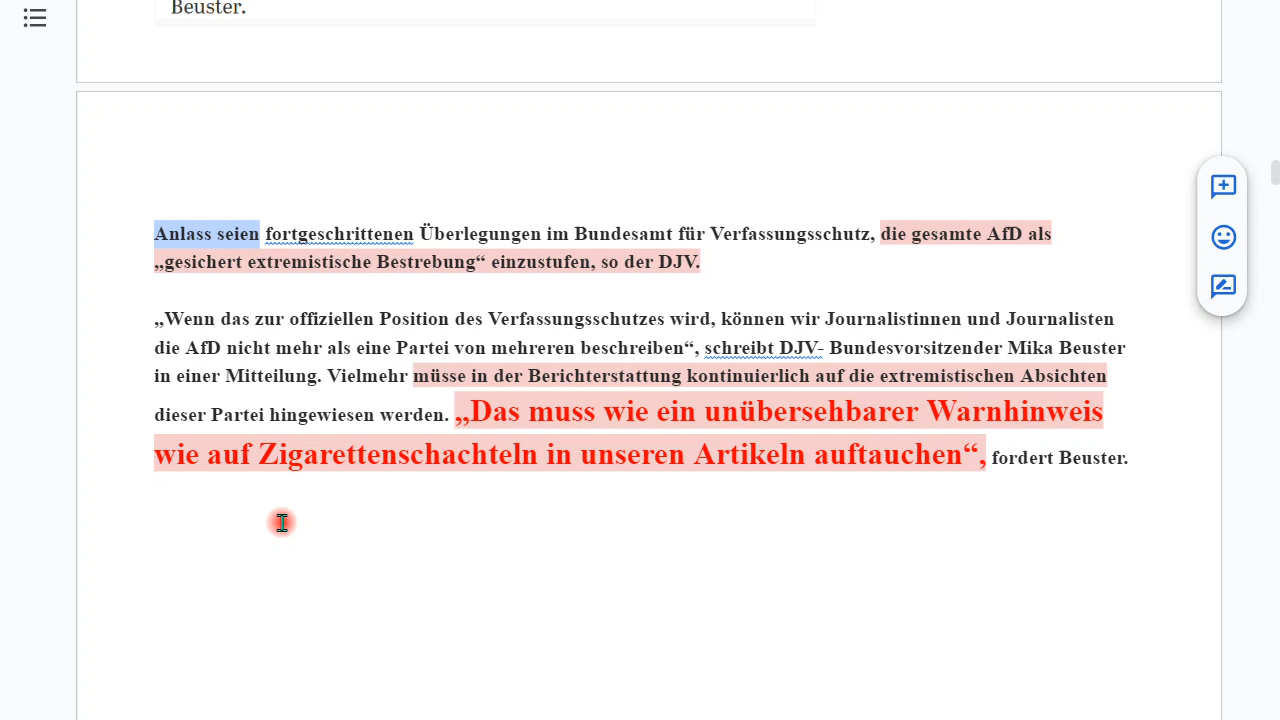 Beuster.
Anlass seien fortgeschrittenen Überlegungen im Bundesamt für Verfassungsschutz, die gesamte AfD als
„gesichert extremistische Bestrebung“ einzustufen, so der DJV.
„Wenn das zur offiziellen Position des Verfassungsschutzes wird, können wir Journalistinnen und Journalisten
die AfD nicht mehr als eine Partei von mehreren beschreiben“, schreibt DJV- Bundesvorsitzender Mika Beuster
in einer Mitteilung. Vielmehr müsse in der Berichterstattung kontinuierlich auf die extremistischen Absichten
dieser Partei hingewiesen werden. „Das muss wie ein unübersehbarer Warnhinweis
wie auf Zigarettenschachteln in unseren Artikeln auftauchen“, fordert Beuster.